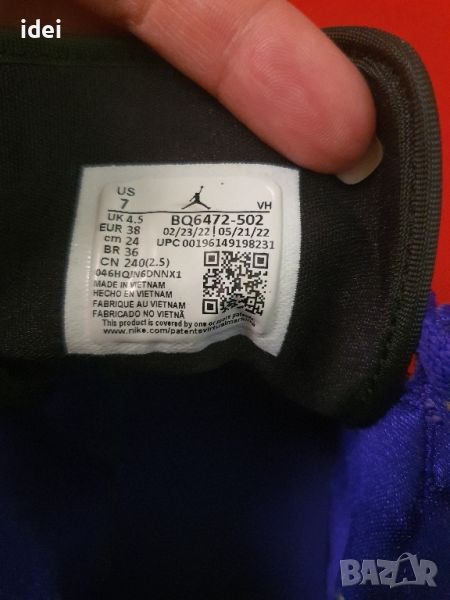 idei
US
7
VH
UK 4.5
EUR 38
cm 24
BR 36
CN 240(2.5)
BQ6472-502
02/23/22 | 05/21/22
UPC 00196149198231
046HQJN6DNNX1
MADE IN VIETNAM
HECHO EN VIETNAM
FABRIQUE AU VIETNAM
FABRICADO NO VIETNÃ
This product is covered by one or more patents
www.nike.com/patentsvirtualmarking
BAZAR